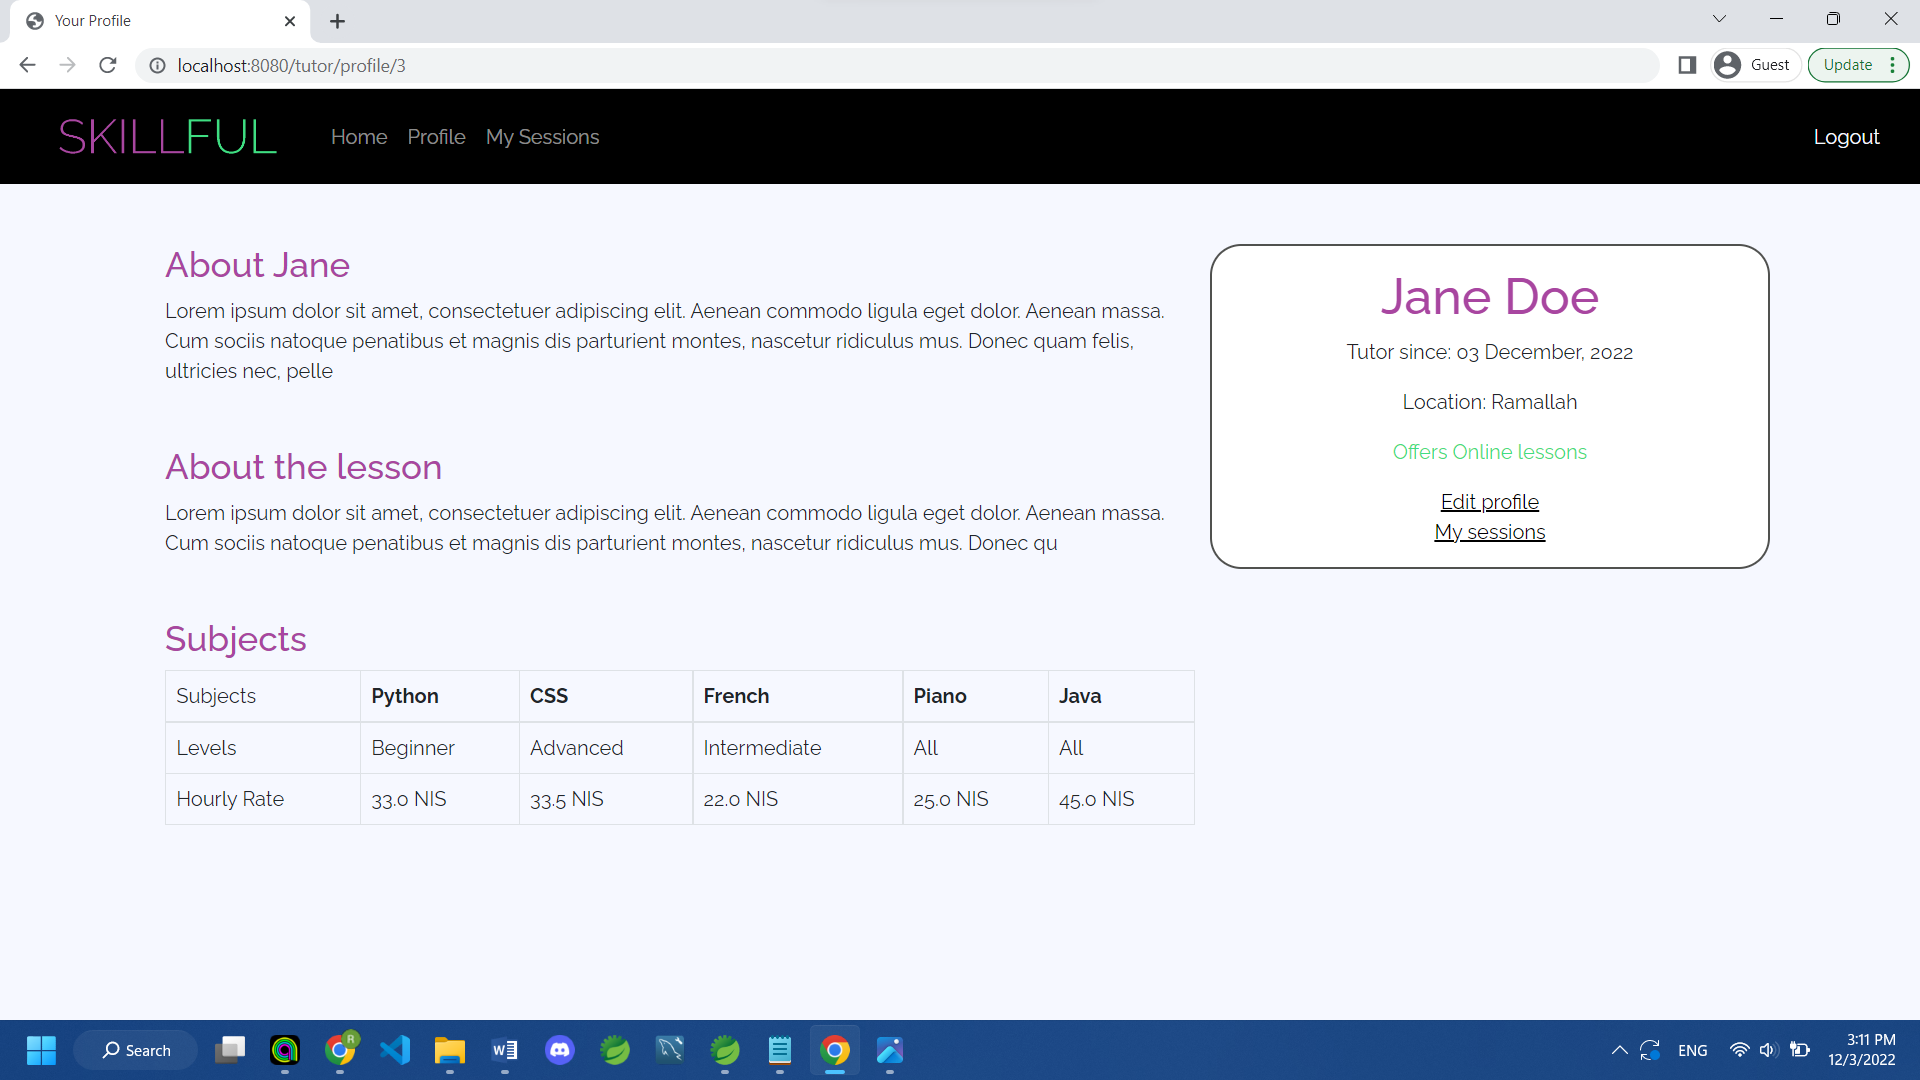 Your Profile
localhost:8080/tutor/profile/3
Guest
Update
SKILLFUL
Home Profile My Sessions
Logout
About Jane
Lorem ipsum dolor sit amet, consectetuer adipiscing elit. Aenean commodo ligula eget dolor. Aenean massa.
Cum sociis natoque penatibus et magnis dis parturient montes, nascetur ridiculus mus. Donec quam felis,
ultricies nec, pelle
About the lesson
Lorem ipsum dolor sit amet, consectetuer adipiscing elit. Aenean commodo ligula eget dolor. Aenean massa.
Cum sociis natoque penatibus et magnis dis parturient montes, nascetur ridiculus mus. Donec qu
Subjects
Subjects Python CSS French Piano Java
Levels Beginner Advanced Intermediate All All
Hourly Rate 33.0 NIS 33.5 NIS 22.0 NIS 25.0 NIS 45.0 NIS
Jane Doe
Tutor since: 03 December, 2022
Location: Ramallah
Offers Online lessons
Edit profile
My sessions
Search
R
W
ENG
3:11 PM
12/3/2022